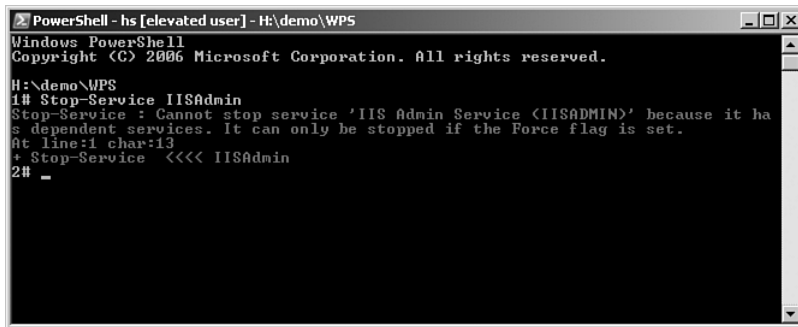 PowerShell - hs [elevated user] - H:\demo\WPS
Windows PowerShell
Copyright (C) 2006 Microsoft Corporation. All rights reserved.
H:\demo\WPS
1# Stop-Service IISAdmin
Stop-Service : Cannot stop service 'IIS Admin Service (IISADMIN)' because it ha
s dependent services. It can only be stopped if the Force flag is set.
At line:1 char:13
+ Stop-Service  <<<< IISAdmin
2# _